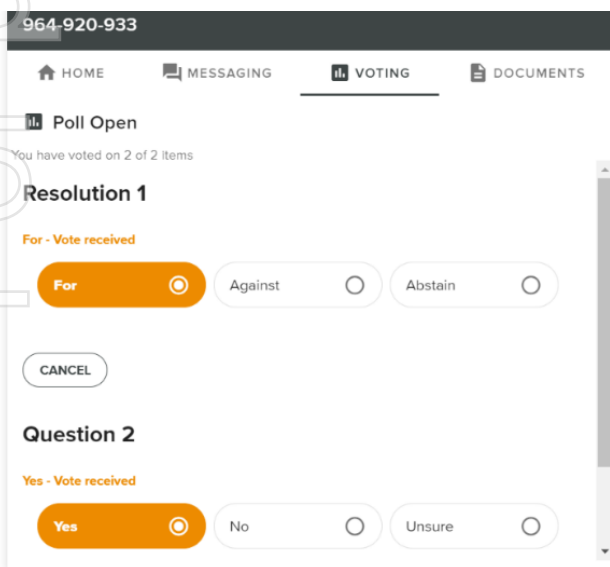 964-920-933
HOME MESSAGING VOTING DOCUMENTS
Poll Open
You have voted on 2 of 2 items
Resolution 1
For - Vote received
For Against Abstain
CANCEL
Question 2
Yes - Vote received
Yes No Unsure